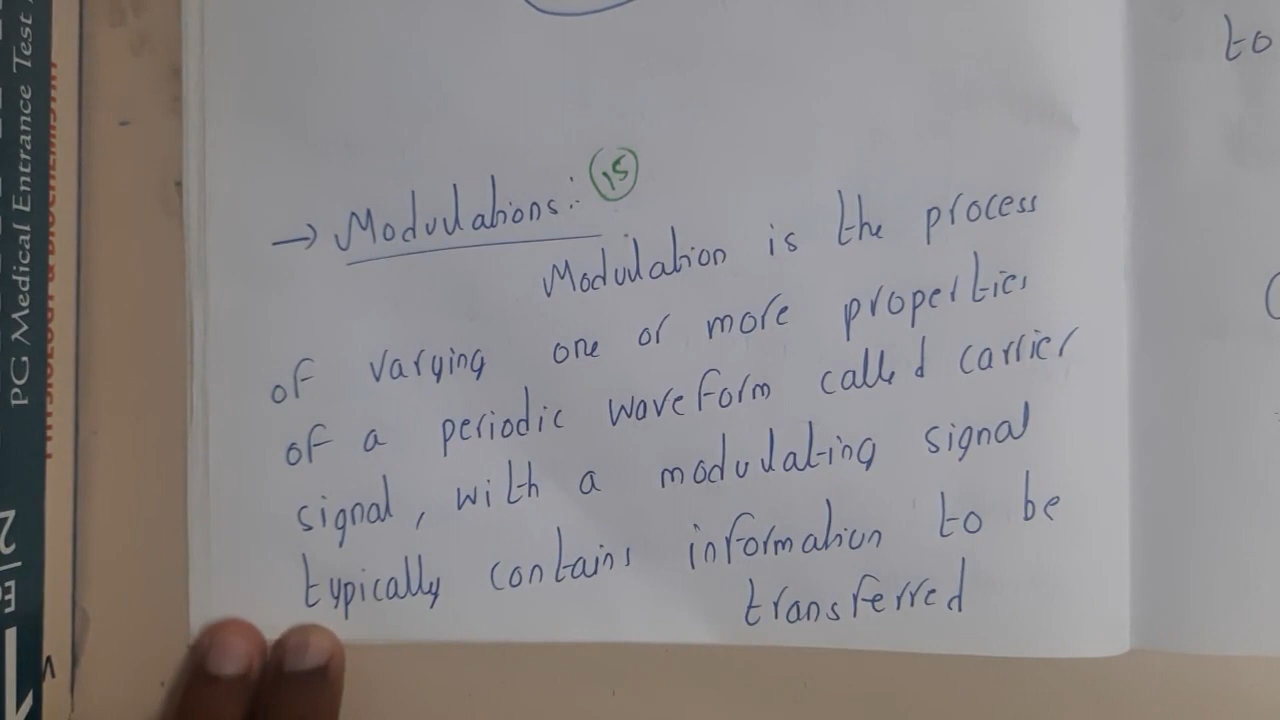 PG Medical Entrance Test
to
→ Modulations:- 15
Modulation is the process
of varying one or more properties
of a periodic waveform called carrier
signal, with a modulating signal
typically contains information to be
transferred